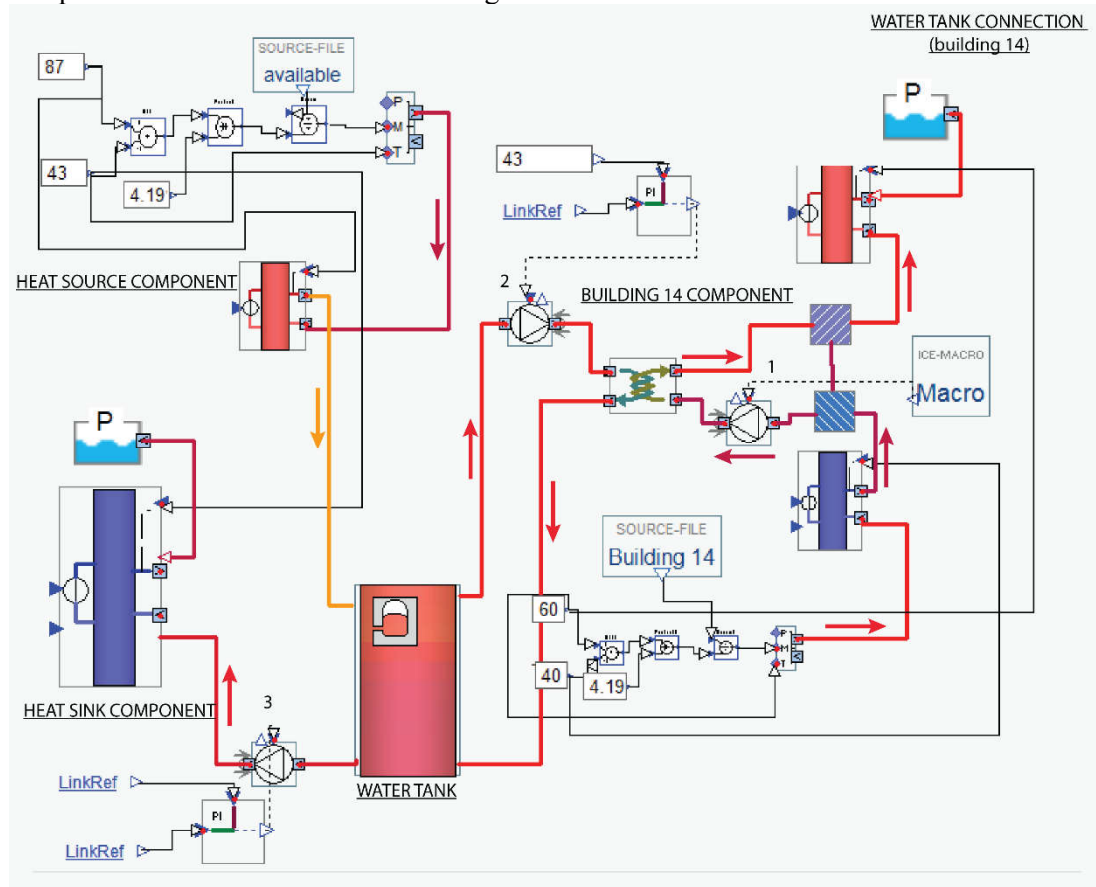 WATER TANK CONNECTION
(building 14)
87
SOURCE-FILE
available
P
P
M
T
43
4.19
43
PI
LinkRef
HEAT SOURCE COMPONENT
2
BUILDING 14 COMPONENT
1
ICE-MACRO
Macro
P
SOURCE-FILE
Building 14
60
P
M
T
40
4.19
HEAT SINK COMPONENT
3
WATER TANK
LinkRef
PI
LinkRef